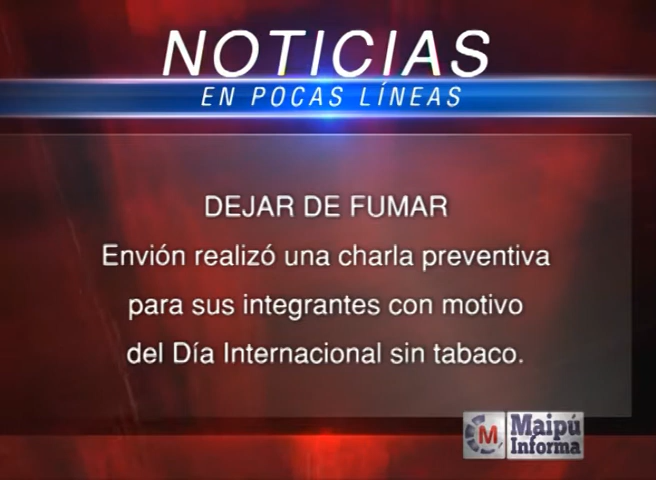 NOTICIAS
EN POCAS LÍNEAS
DEJAR DE FUMAR
Envión realizó una charla preventiva
para sus integrantes con motivo
del Día Internacional sin tabaco.
M Maipú
Informa